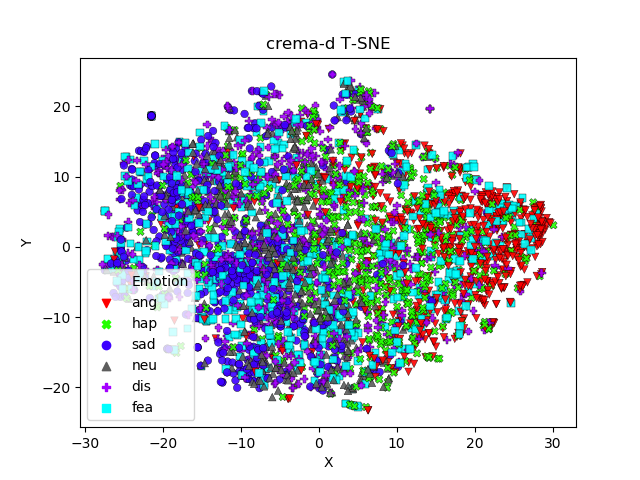 crema-d T-SNE
Y
20
10
0
−10
−20
Emotion
ang
hap
sad
neu
dis
fea
−30
−20
−10
0
10
20
30
X